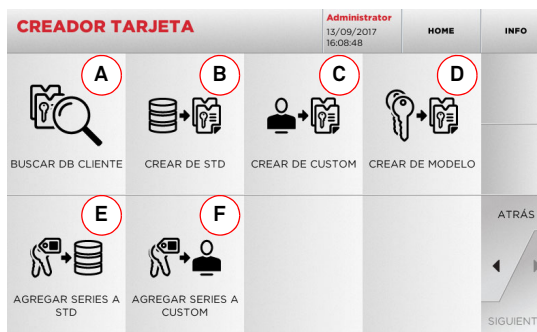 CREADOR TARJETA
Administrator
13/09/2017
16:08:48
HOME
INFO
A
B
C
D
BUSCAR DB CLIENTE
CREAR DE STD
CREAR DE CUSTOM
CREAR DE MODELO
E
F
ATRÁS
AGREGAR SERIES A
STD
AGREGAR SERIES A
CUSTOM
SIGUIENT